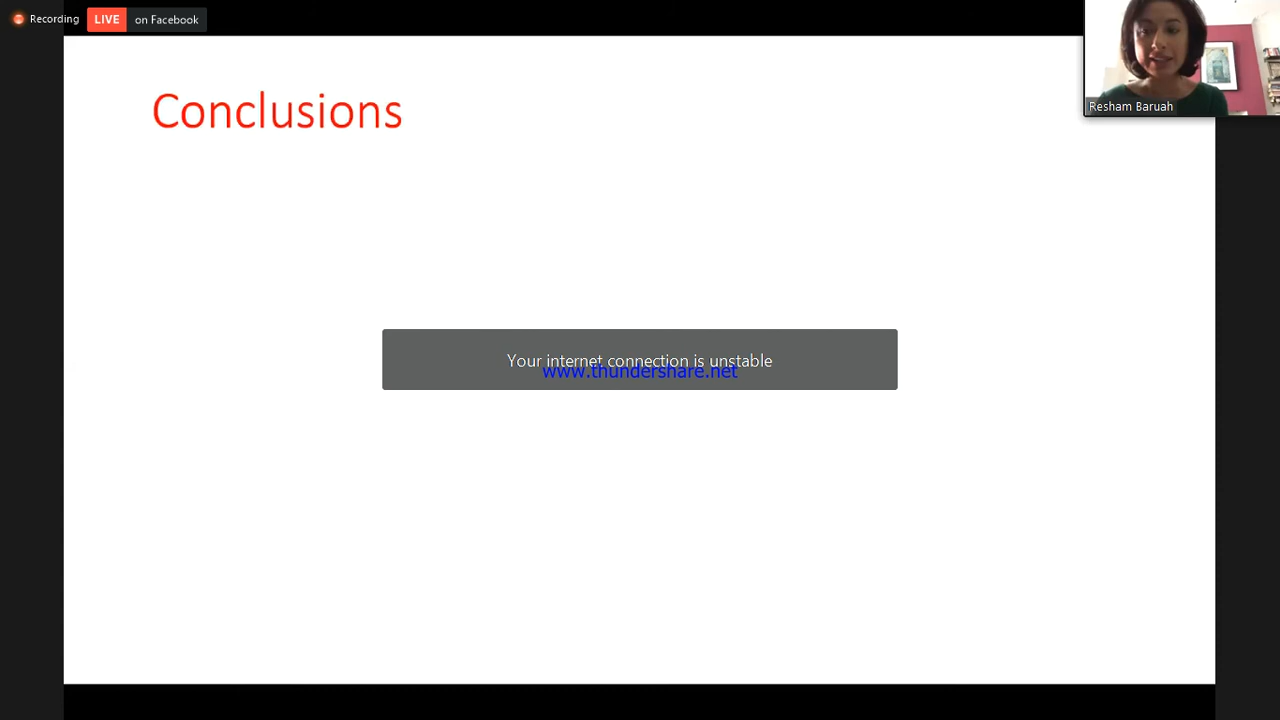 Recording
LIVE on Facebook
Resham Baruah
Conclusions
Your internet connection is unstable
www.thundershare.net